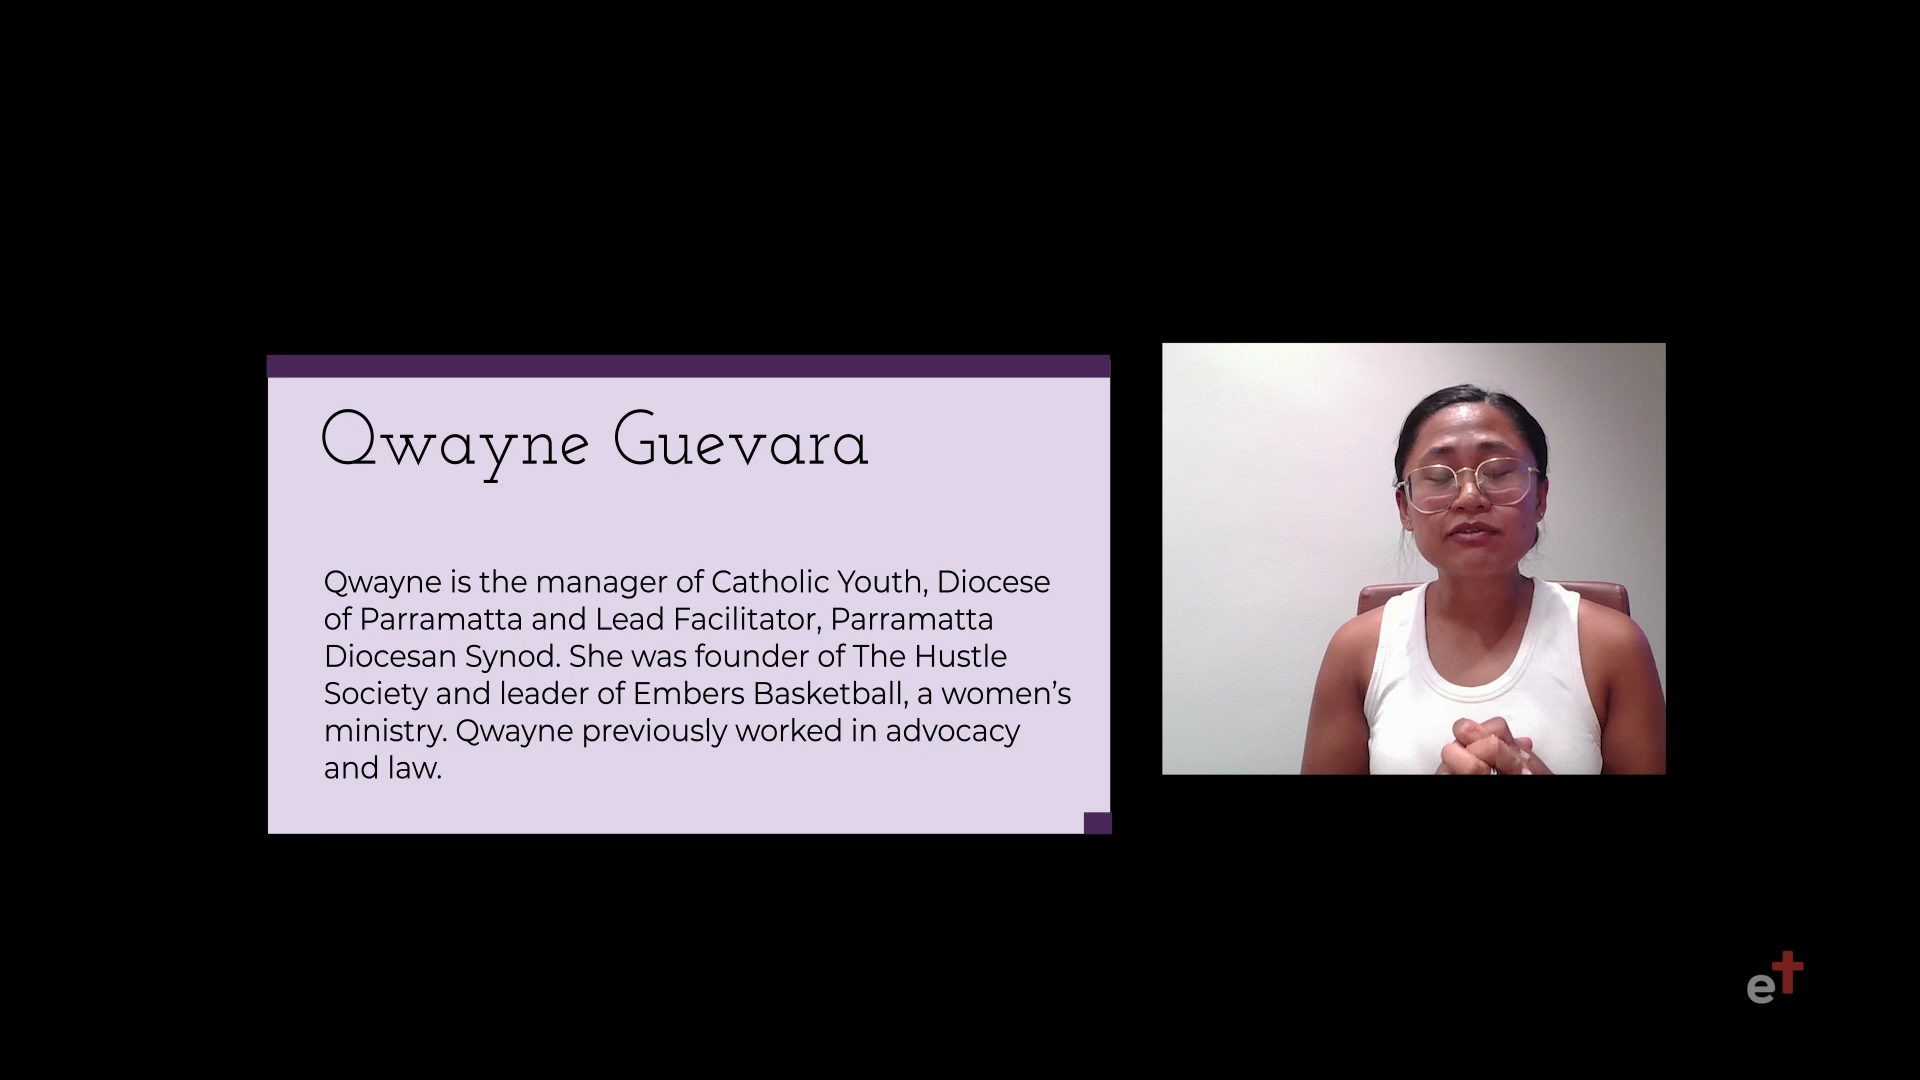 Qwayne Guevara
Qwayne is the manager of Catholic Youth, Diocese
of Parramatta and Lead Facilitator, Parramatta
Diocesan Synod. She was founder of The Hustle
Society and leader of Embers Basketball, a women’s
ministry. Qwayne previously worked in advocacy
and law.
et